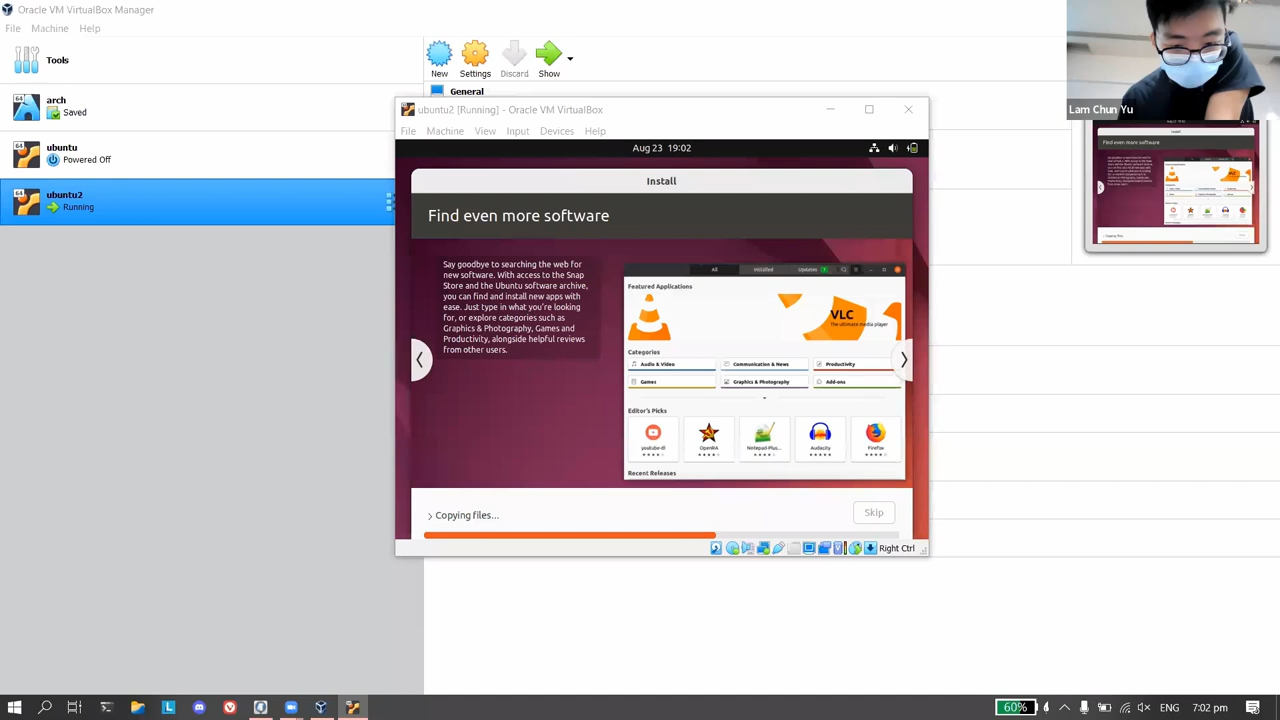 Oracle VM VirtualBox Manager
File Machine Help
Tools
New Settings Discard Show
General
arch
Saved
ubuntu
Powered Off
ubuntu2
Running
Lam Chun Yu
ubuntu2 [Running] - Oracle VM VirtualBox
File Machine View Input Devices Help
Aug 23 19:02
Install
Find even more software
Say goodbye to searching the web for
new software. With access to the Snap
Store and the Ubuntu software archive,
you can find and install new apps with
ease. Just type in what you're looking
for, or explore categories such as
Graphics & Photography, Games and
Productivity, alongside helpful reviews
from other users.
All Installed Updates
Featured Applications
VLC
The ultimate media player
Categories
Audio & Video Communication & News Productivity
Games Graphics & Photography Add-ons
Editor's Picks
youtube-dl OpenRA Notepad-Plus... Audacity Firefox
Recent Releases
Copying files...
Skip
Right Ctrl
Install
Find even more software
Copying files...
60%
ENG
7:02 pm